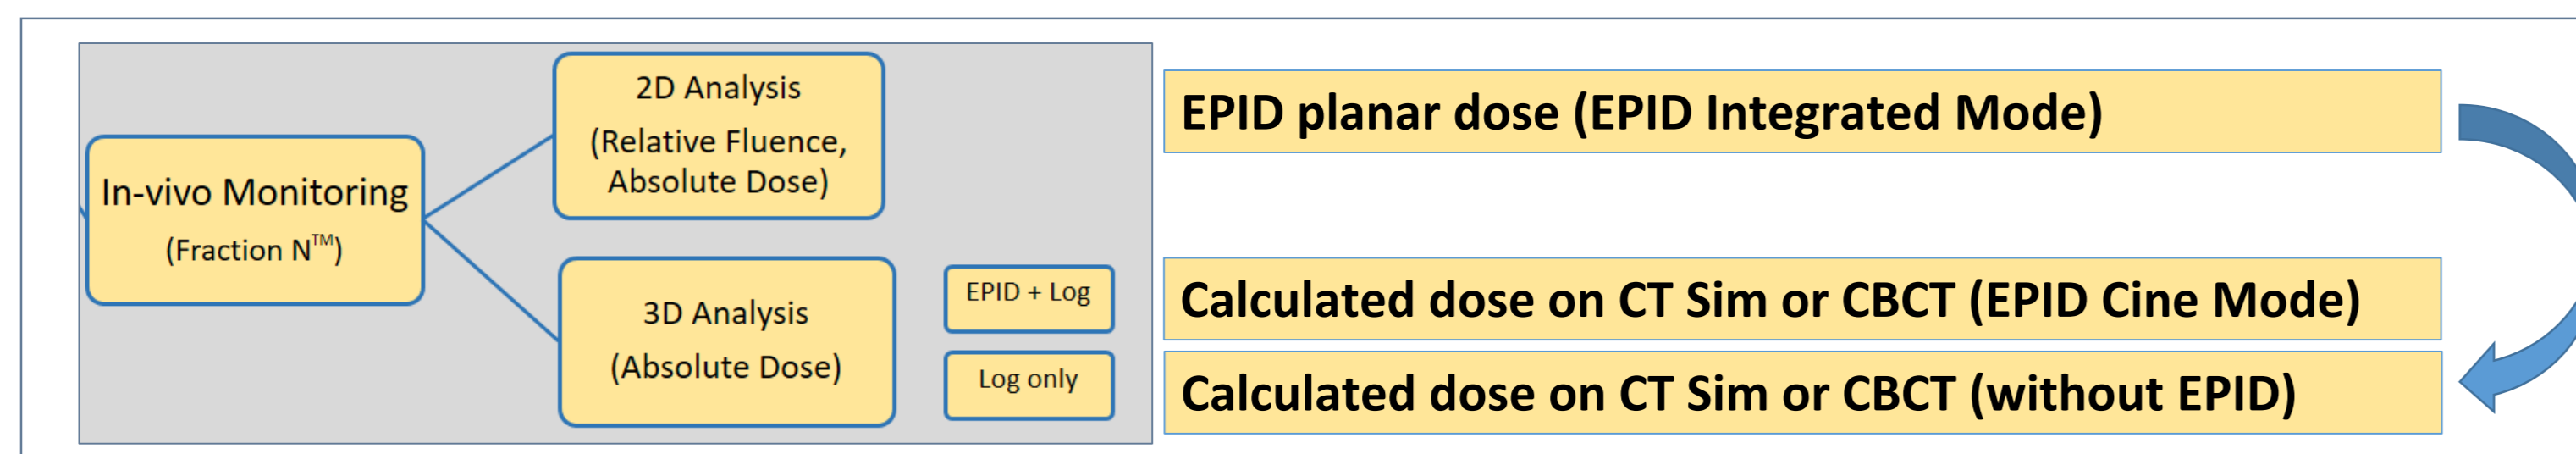 In-vivo Monitoring
(Fraction N™)
2D Analysis
(Relative Fluence,
Absolute Dose)
3D Analysis
(Absolute Dose)
EPID + Log
Log only
EPID planar dose (EPID Integrated Mode)
Calculated dose on CT Sim or CBCT (EPID Cine Mode)
Calculated dose on CT Sim or CBCT (without EPID)